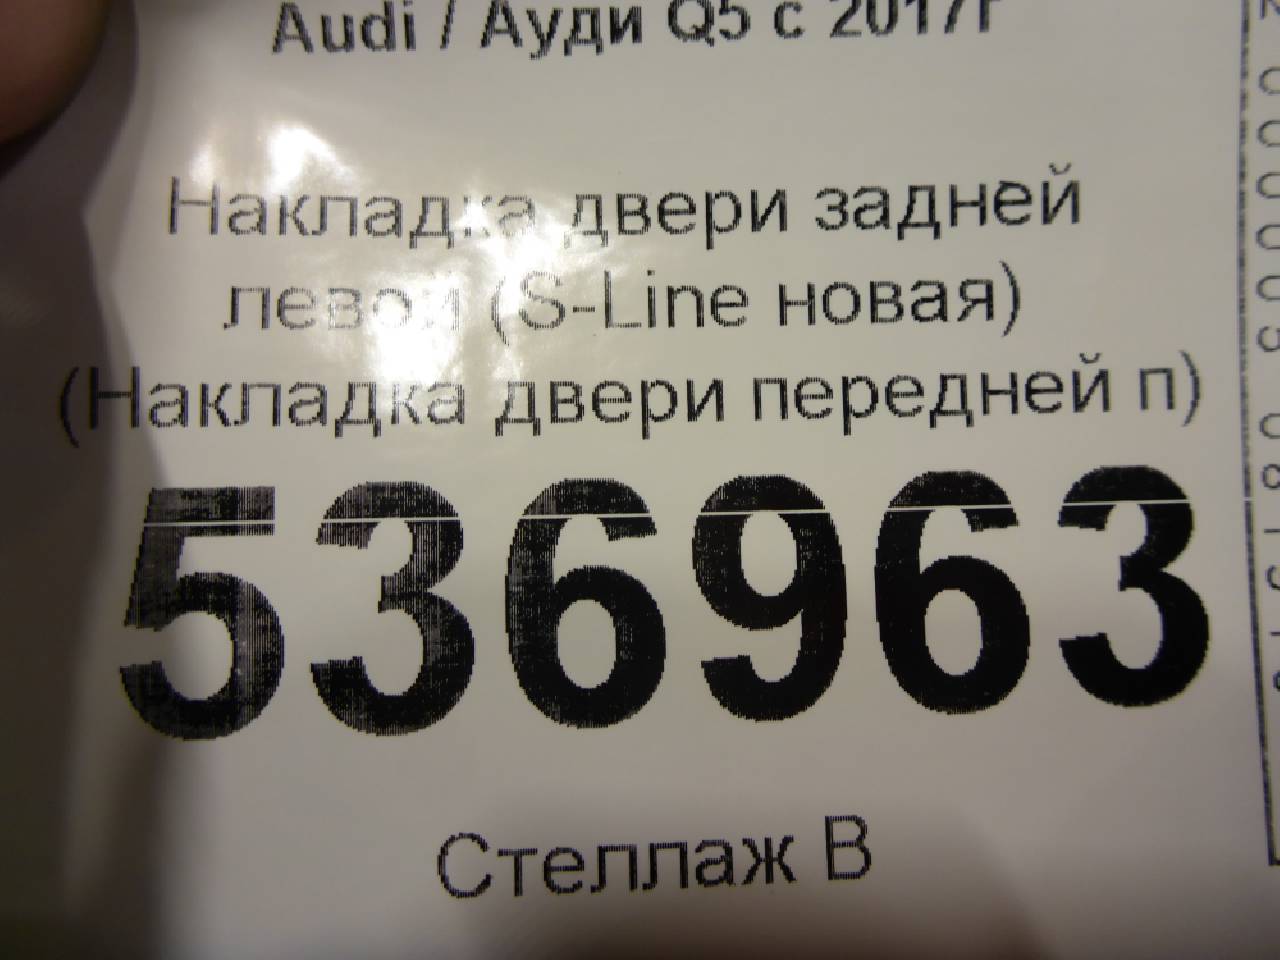 Audi / Ауди Q5 с 2017г
Накладка двери задней
левой (S-Line новая)
(Накладка двери передней п)
536963
Стеллаж В